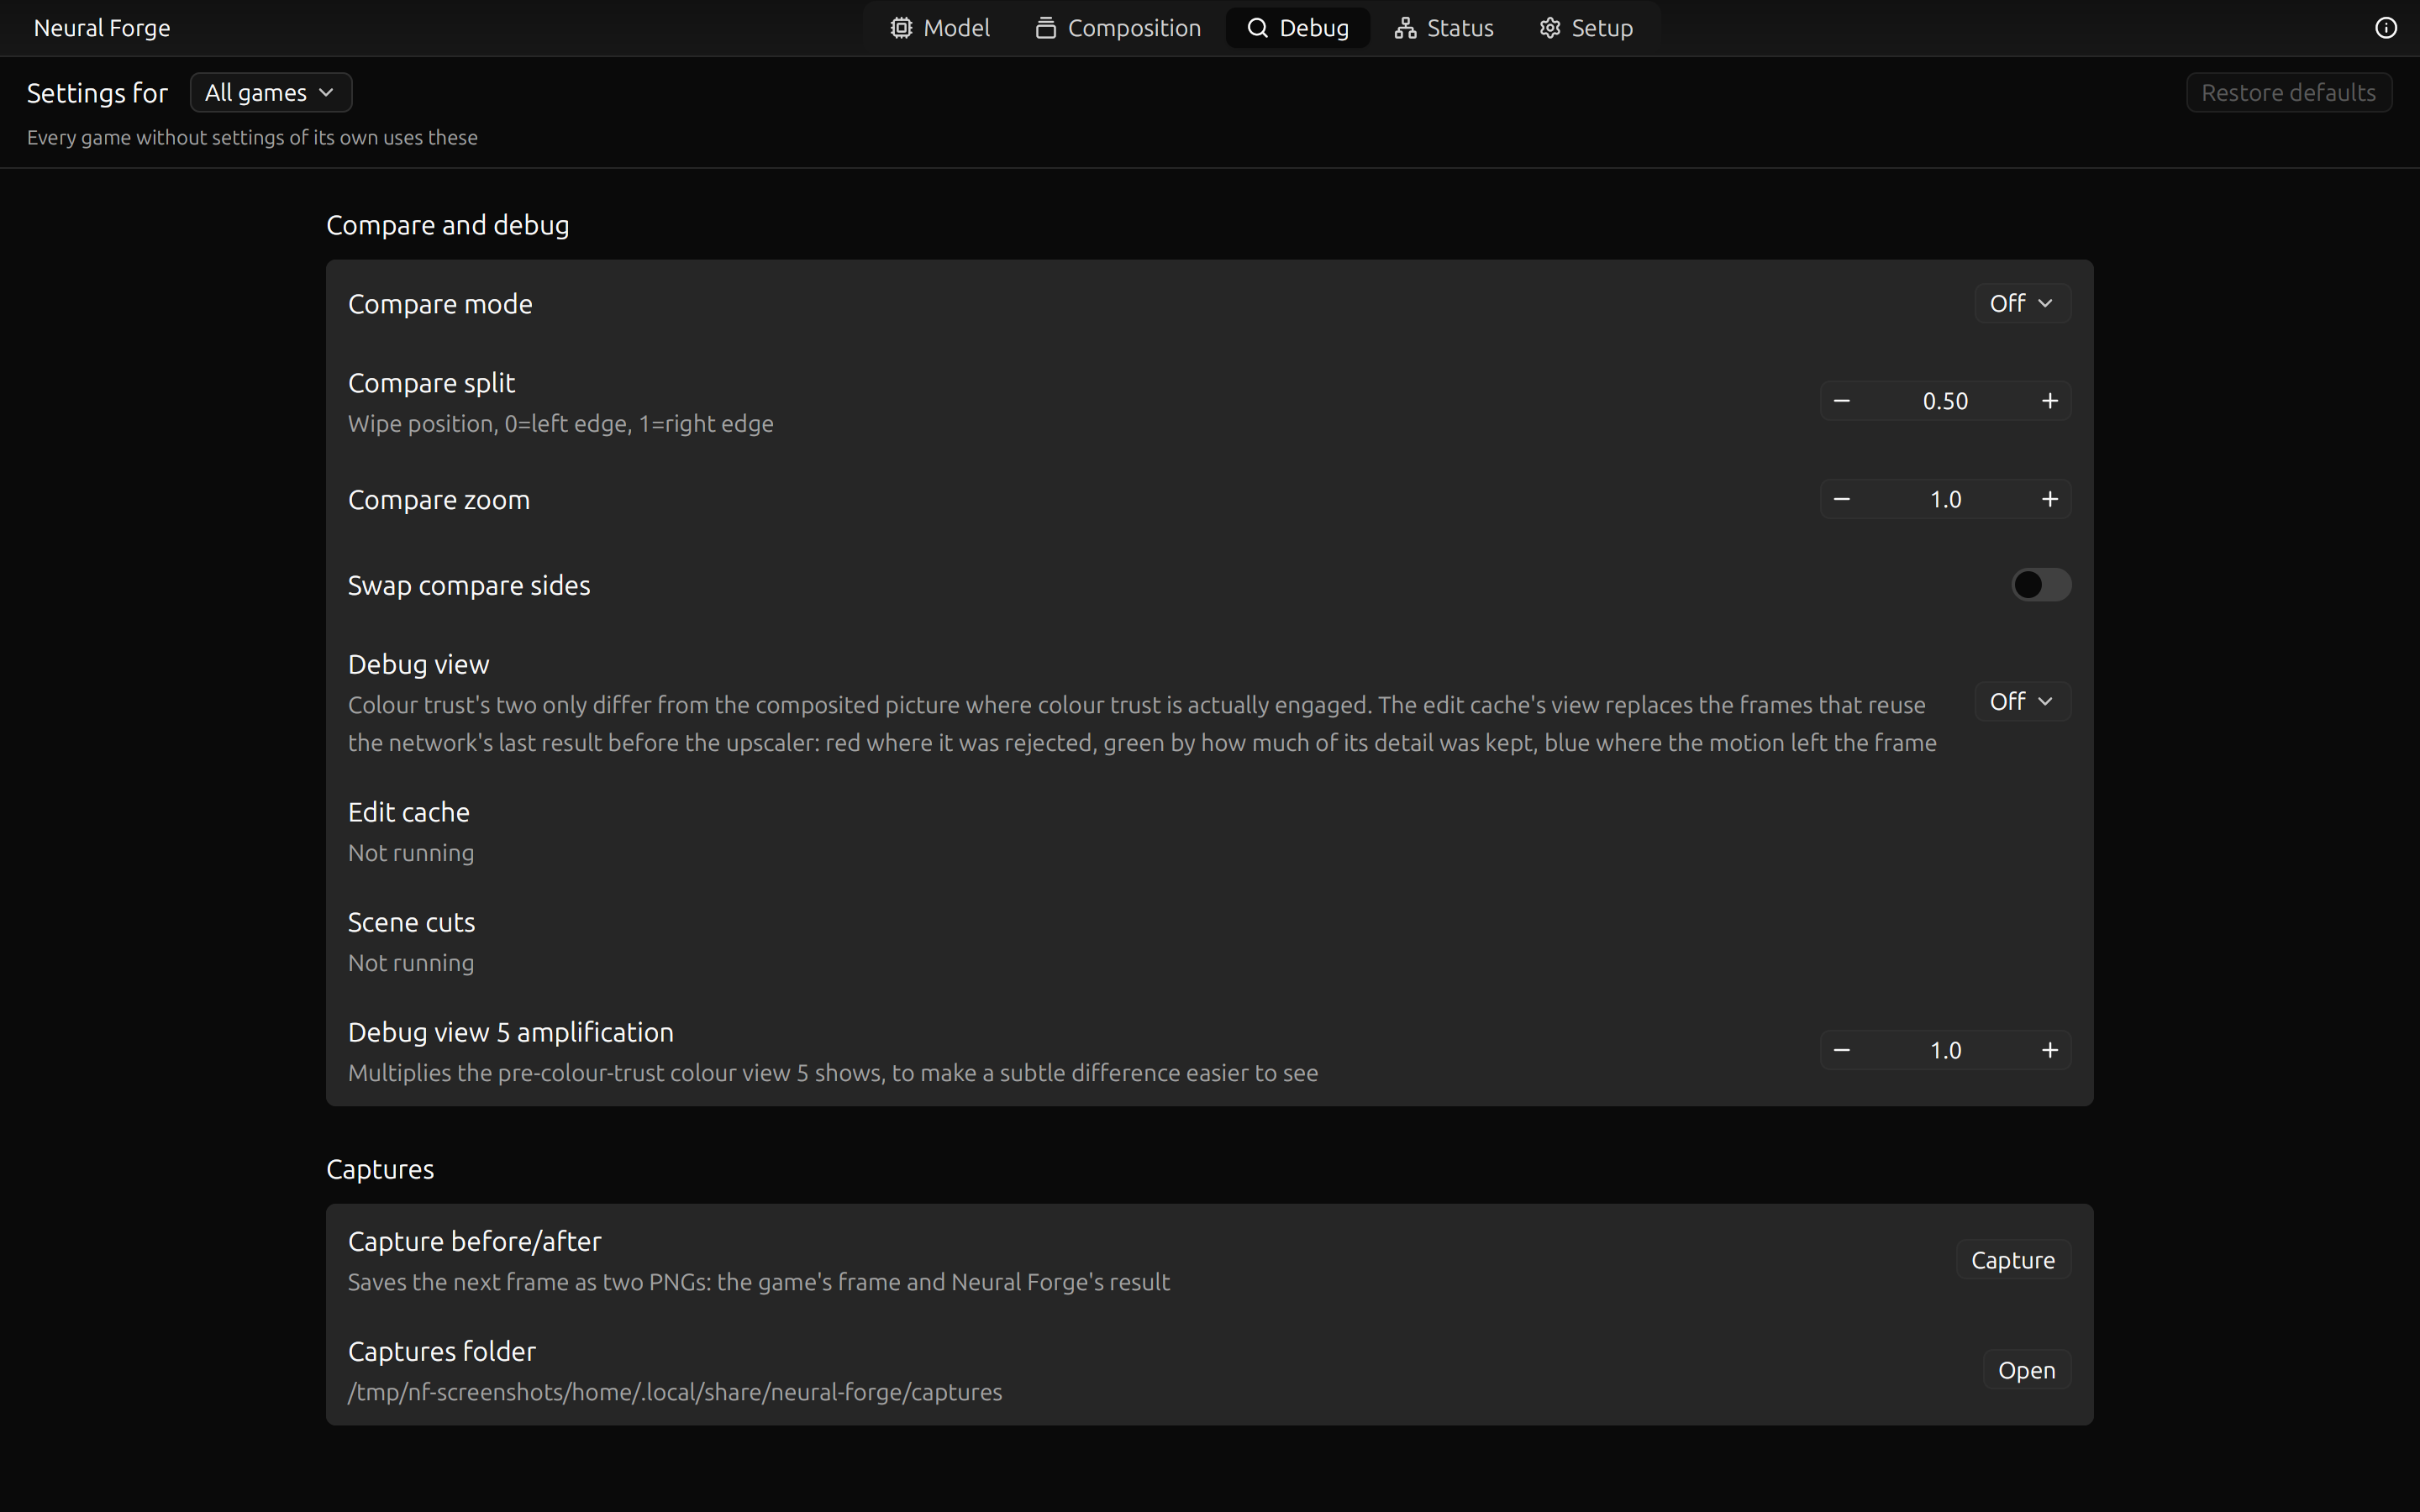 Neural Forge
Model
Composition
Debug
Status
Setup
Settings for
All games
Restore defaults
Every game without settings of its own uses these
Compare and debug
Compare mode
Off
Compare split
Wipe position, 0=left edge, 1=right edge
0.50
Compare zoom
1.0
Swap compare sides
Debug view
Colour trust's two only differ from the composited picture where colour trust is actually engaged. The edit cache's view replaces the frames that reuse
the network's last result before the upscaler: red where it was rejected, green by how much of its detail was kept, blue where the motion left the frame
Off
Edit cache
Not running
Scene cuts
Not running
Debug view 5 amplification
Multiplies the pre-colour-trust colour view 5 shows, to make a subtle difference easier to see
1.0
Captures
Capture before/after
Saves the next frame as two PNGs: the game's frame and Neural Forge's result
Capture
Captures folder
/tmp/nf-screenshots/home/.local/share/neural-forge/captures
Open